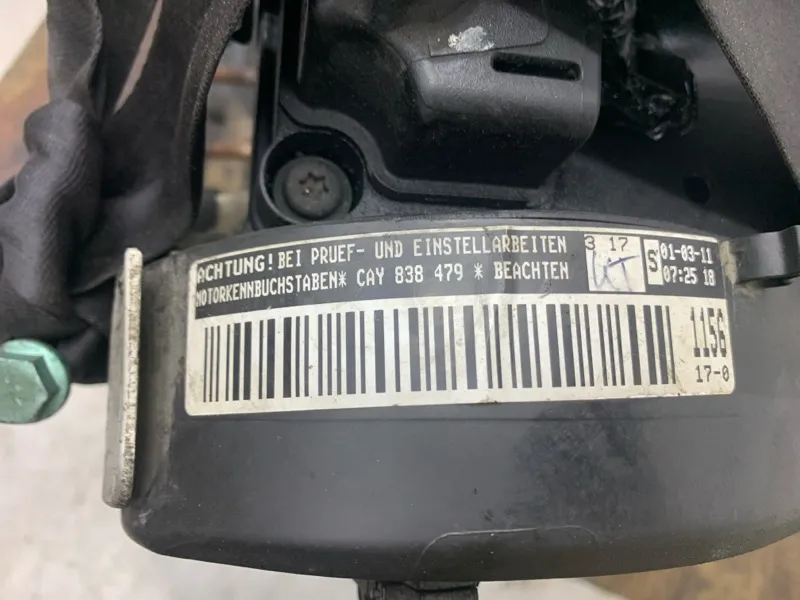 ACHTUNG! BEI PRUEF- UND EINSTELLARBEITEN
MOTORKENNBUCHSTABEN* CAY 838 479 * BEACHTEN
3 17
S
01-03-11
07:25 18
1156
17-0